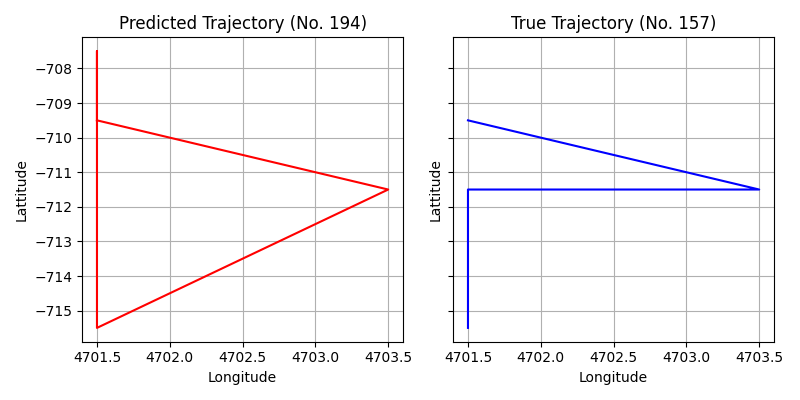 Predicted Trajectory (No. 194)
−708
−709
−710
−711
−712
−713
−714
−715
Lattitude
4701.5 4702.0 4702.5 4703.0 4703.5
Longitude
True Trajectory (No. 157)
Lattitude
4701.5 4702.0 4702.5 4703.0 4703.5
Longitude